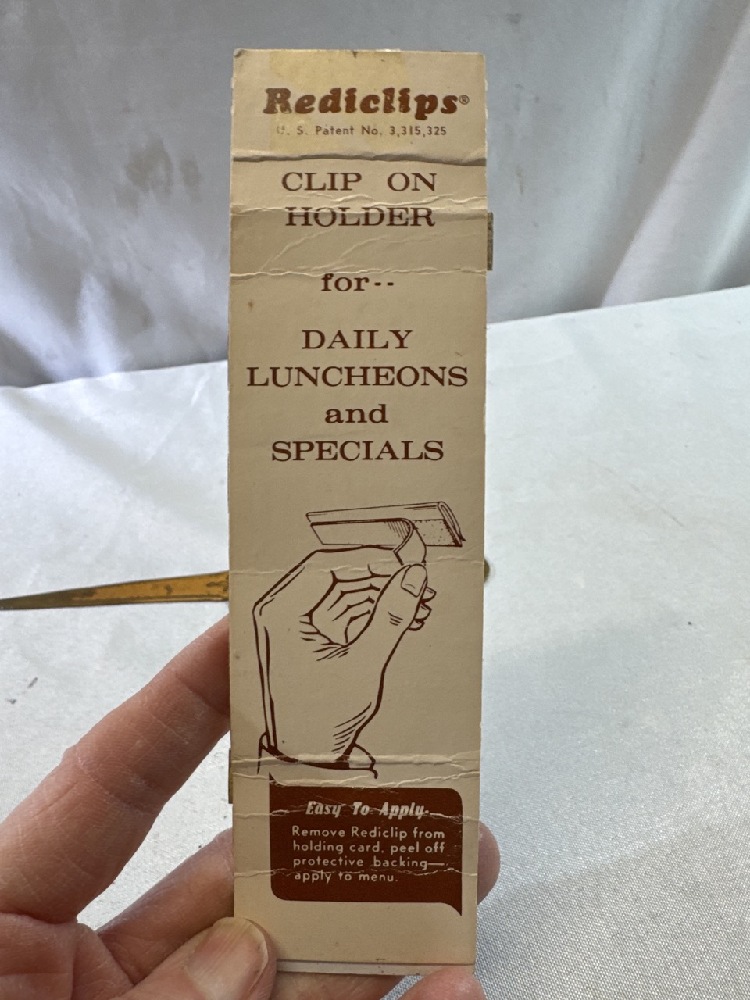 Rediclips®
U. S. Patent No. 3,315,325
CLIP ON
HOLDER
for--
DAILY
LUNCHEONS
and
SPECIALS
Easy To Apply-
Remove Rediclip from
holding card, peel off
protective backing—
apply to menu.